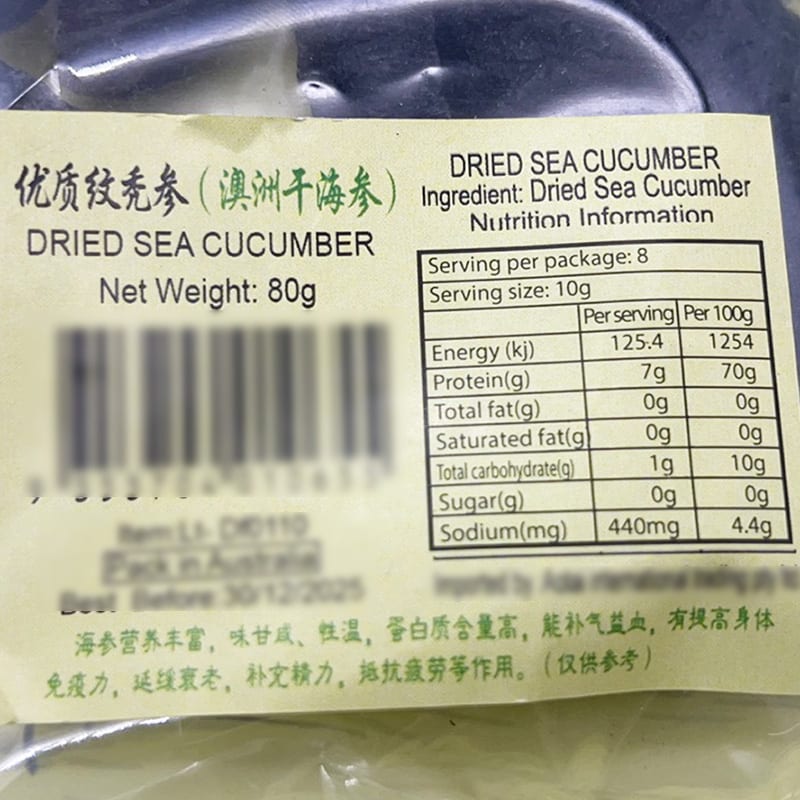 优质纹秃参（澳洲干海参）
DRIED SEA CUCUMBER
Net Weight: 80g
Pack in Australia
Best Before:30/12/2025
DRIED SEA CUCUMBER
Ingredient: Dried Sea Cucumber
Nutrition Information
Serving per package: 8
Serving size: 10g
Per serving Per 100g
Energy (kj) 125.4 1254
Protein(g) 7g 70g
Total fat(g) 0g 0g
Saturated fat(g) 0g 0g
Total carbohydrate(g) 1g 10g
Sugar(g) 0g 0g
Sodium(mg) 440mg 4.4g
海参营养丰富，味甘咸、性温，蛋白质含量高，能补气益血，有提高身体
免疫力，延缓衰老，补充精力，抵抗疲劳等作用。（仅供参考）